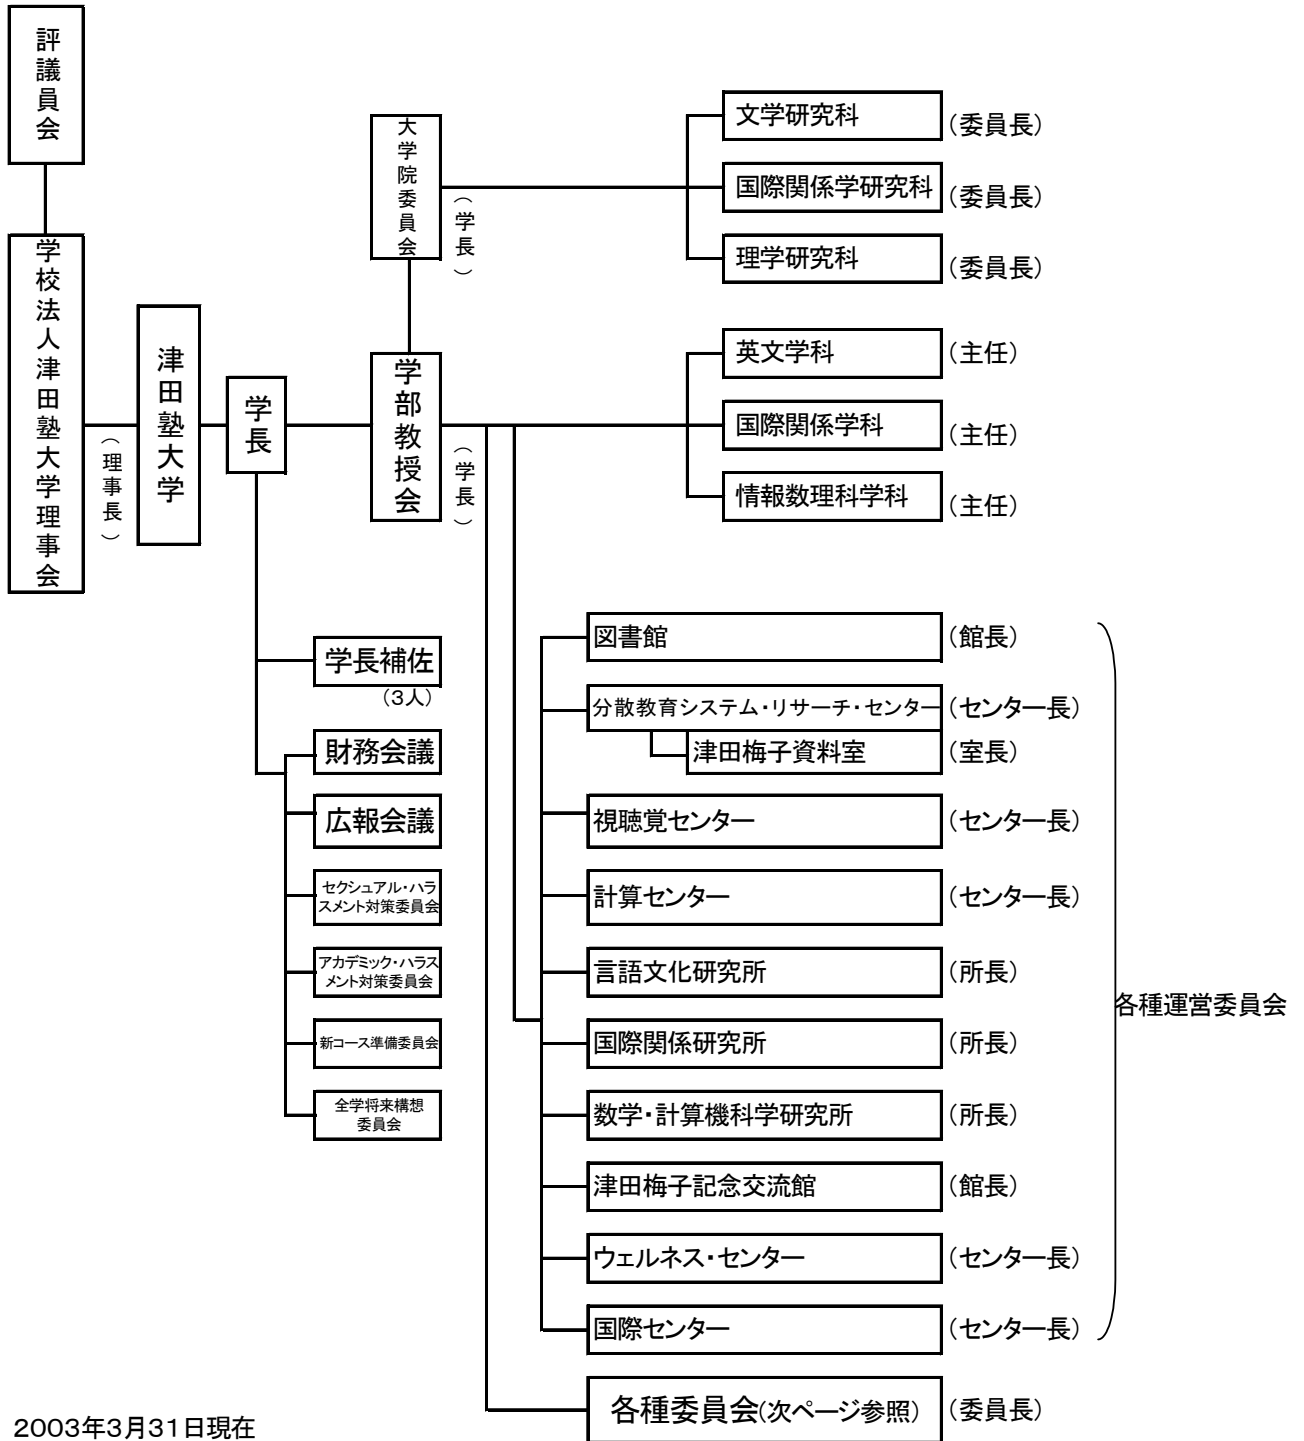 評議員会
学校法人津田塾大学理事会
（理事長）
津田塾大学
学長
大学院委員会
（学長）
学部教授会
（学長）
文学研究科
（委員長）
国際関係学研究科
（委員長）
理学研究科
（委員長）
英文学科
（主任）
国際関係学科
（主任）
情報数理科学科
（主任）
学長補佐
（3人）
財務会議
広報会議
セクシュアル・ハラ
スメント対策委員会
アカデミック・ハラス
メント対策委員会
新コース準備委員会
全学将来構想
委員会
図書館
（館長）
分散教育システム・リサーチ・センター
（センター長）
津田梅子資料室
（室長）
視聴覚センター
（センター長）
計算センター
（センター長）
言語文化研究所
（所長）
国際関係研究所
（所長）
数学・計算機科学研究所
（所長）
津田梅子記念交流館
（館長）
ウェルネス・センター
（センター長）
国際センター
（センター長）
各種運営委員会
各種委員会（次ページ参照）
（委員長）
2003年3月31日現在